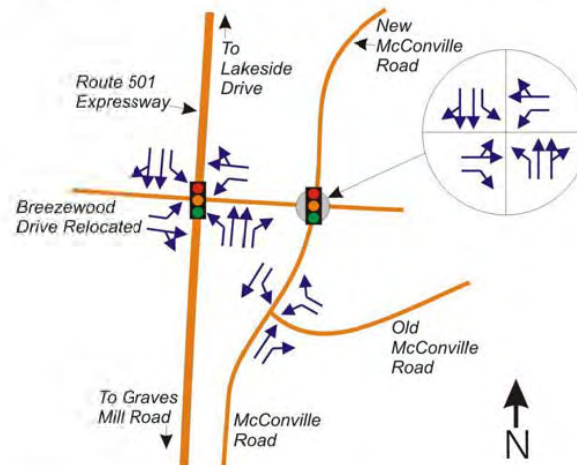 To
Lakeside
Drive
New
McConville
Road
Route 501
Expressway
Breezewood
Drive Relocated
Old
McConville
Road
To Graves
Mill Road
McConville
Road
N